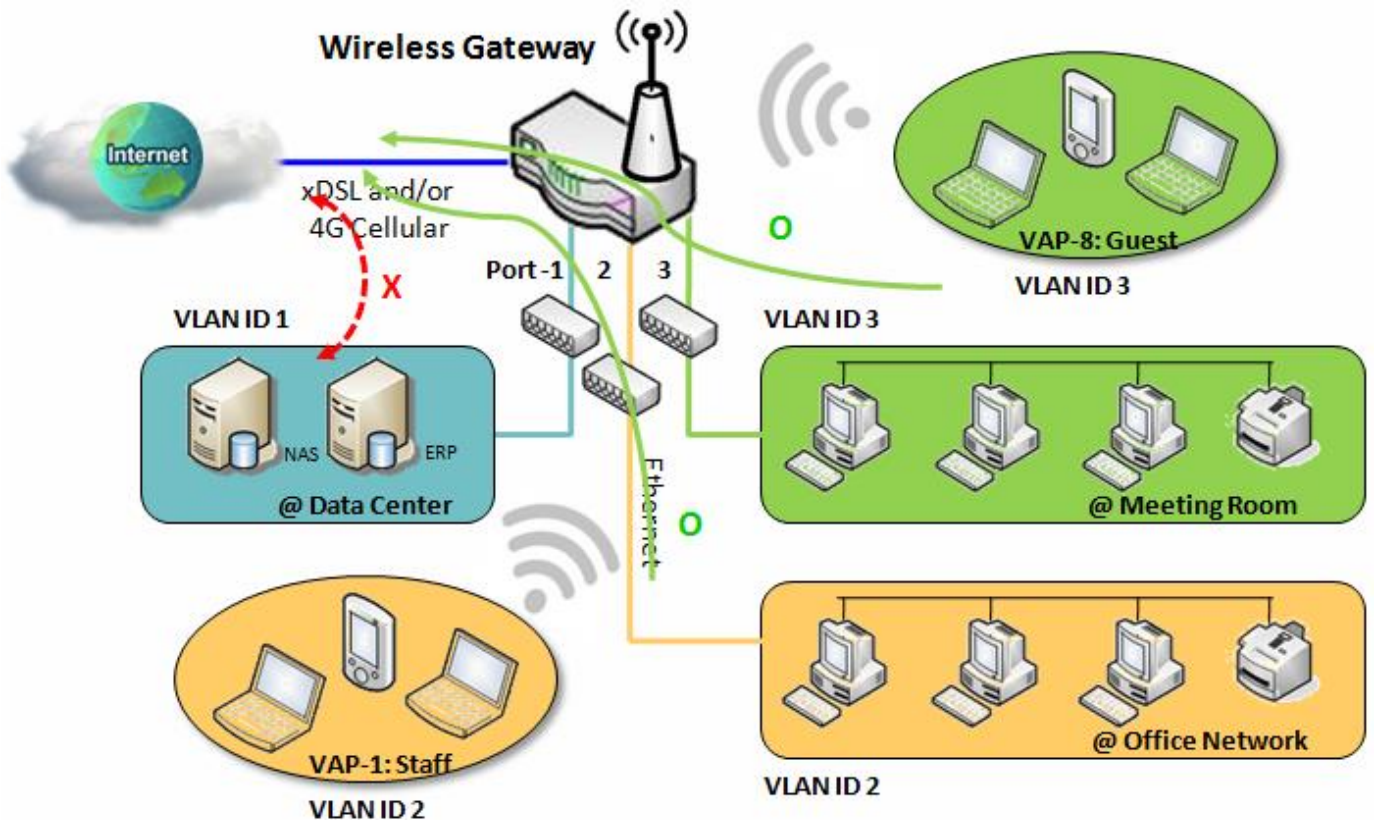 Wireless Gateway
Internet
xDSL and/or
4G Cellular
O
VAP-8: Guest
VLAN ID 3
Port -1
2
3
X
VLAN ID 1
VLAN ID 3
NAS
ERP
@ Data Center
@ Meeting Room
Ethernet
O
VAP-1: Staff
VLAN ID 2
@ Office Network
VLAN ID 2